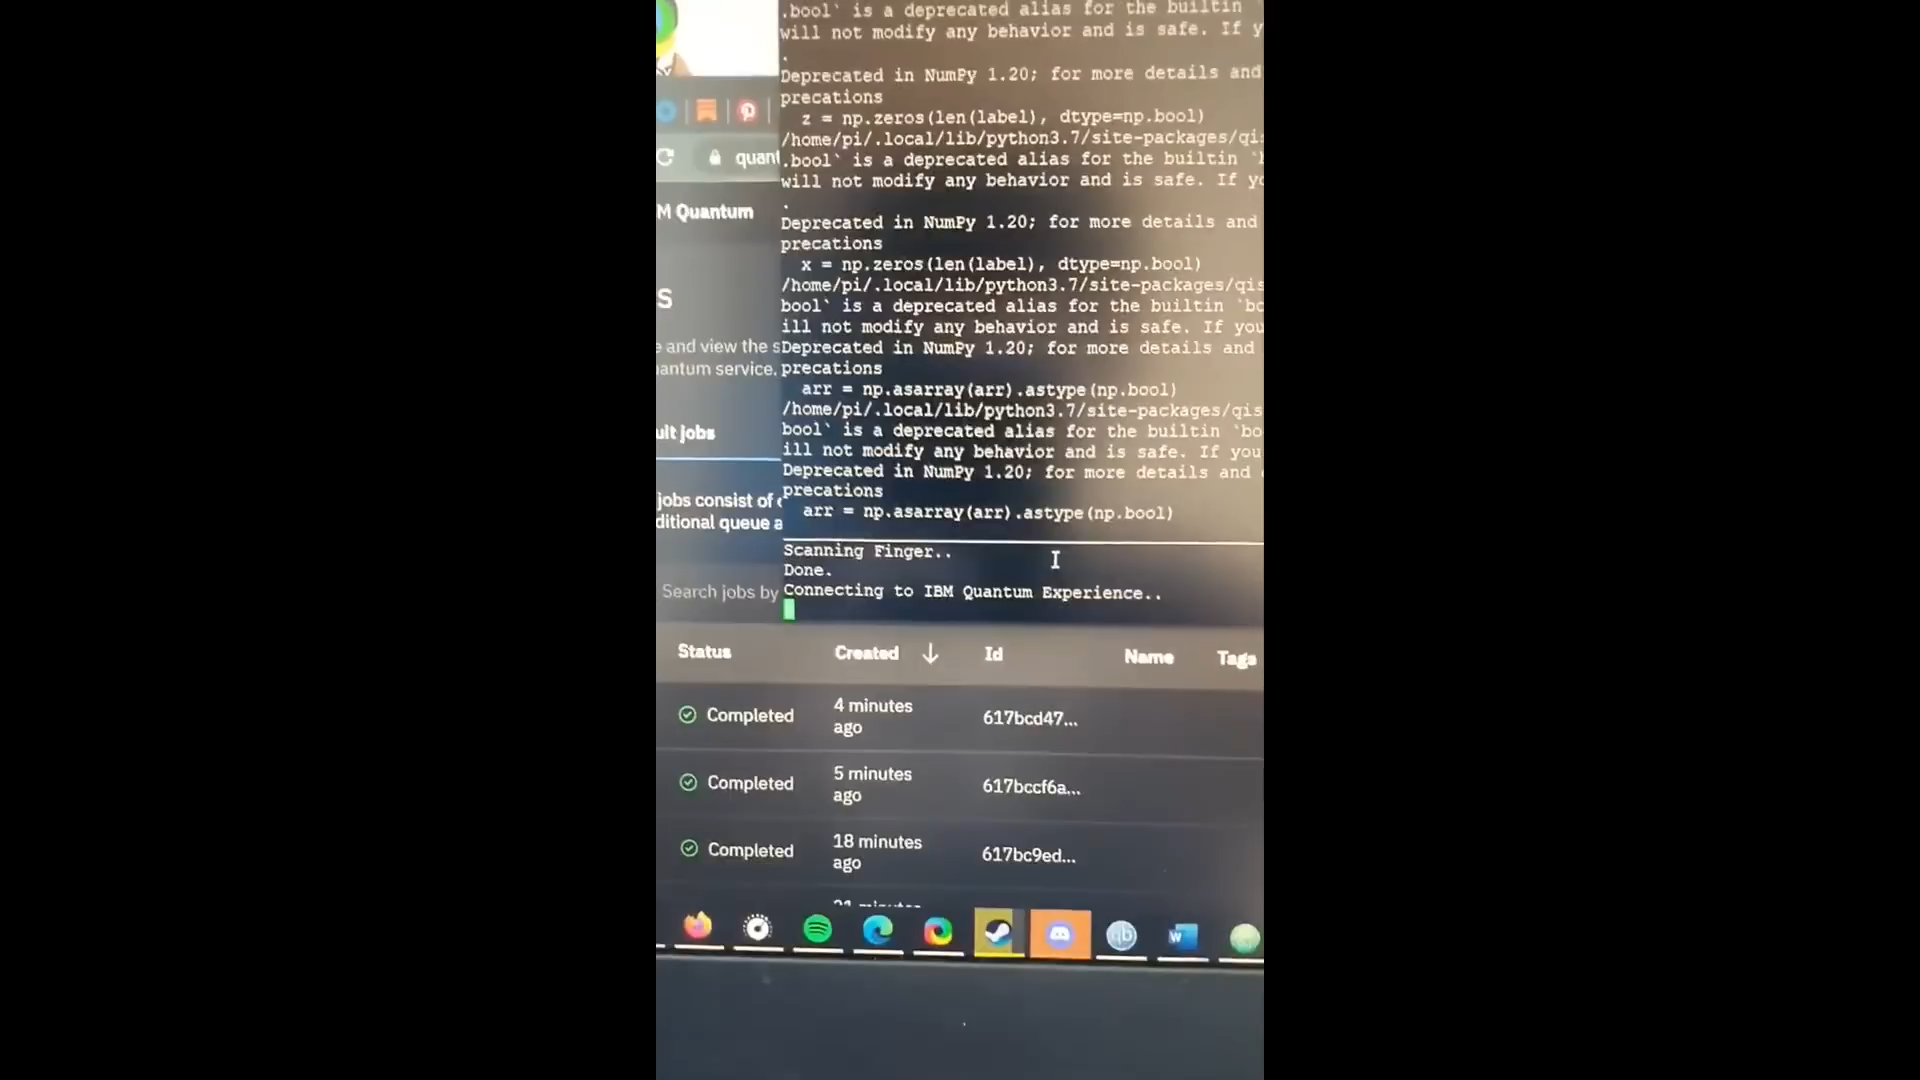 .bool` is a deprecated alias for the builtin `
will not modify any behavior and is safe. If y
.
Deprecated in NumPy 1.20; for more details and
precations
z = np.zeros(len(label), dtype=np.bool)
/home/pi/.local/lib/python3.7/site-packages/qi
.bool` is a deprecated alias for the builtin `
will not modify any behavior and is safe. If yo
.
Deprecated in NumPy 1.20; for more details and
precations
x = np.zeros(len(label), dtype=np.bool)
/home/pi/.local/lib/python3.7/site-packages/qis
bool` is a deprecated alias for the builtin `bo
ill not modify any behavior and is safe. If you
Deprecated in NumPy 1.20; for more details and
precations
arr = np.asarray(arr).astype(np.bool)
/home/pi/.local/lib/python3.7/site-packages/qis
bool` is a deprecated alias for the builtin `bo
ill not modify any behavior and is safe. If you
Deprecated in NumPy 1.20; for more details and
precations
arr = np.asarray(arr).astype(np.bool)
Scanning Finger..
Done.
Connecting to IBM Quantum Experience..
quant
M Quantum
s
e and view the s
antum service.
uit jobs
jobs consist of
ditional queue a
Search jobs by
Status Created Id Name Tags
Completed 4 minutes ago 617bcd47...
Completed 5 minutes ago 617bccf6a...
Completed 18 minutes ago 617bc9ed...
qb
W